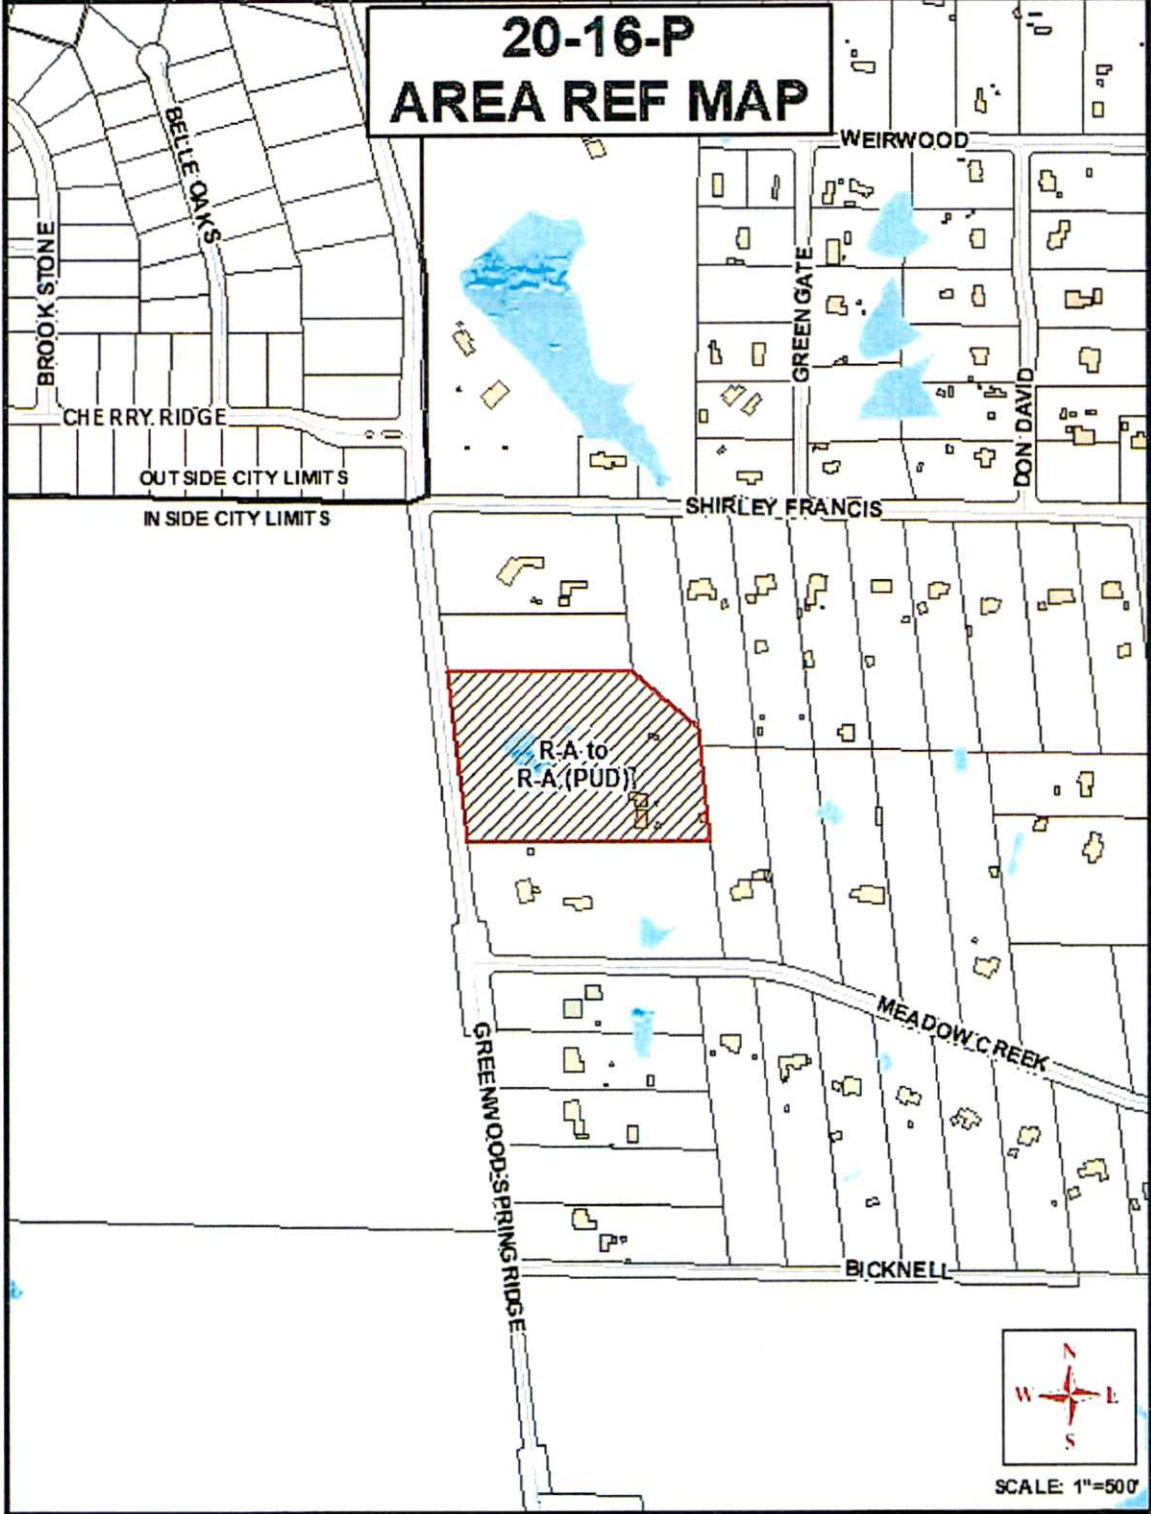 20-16-P
AREA REF MAP
WEIRWOOD
BELLE OAKS
BROOK STONE
GREEN GATE
DON DAVID
CHERRY RIDGE
OUTSIDE CITY LIMITS
INSIDE CITY LIMITS
SHIRLEY FRANCIS
R-A to
R-A (PUD)
MEADOW CREEK
GREENWOOD-SPRINGRIDGE
BICKNELL
N
W E
S
SCALE: 1"=500'